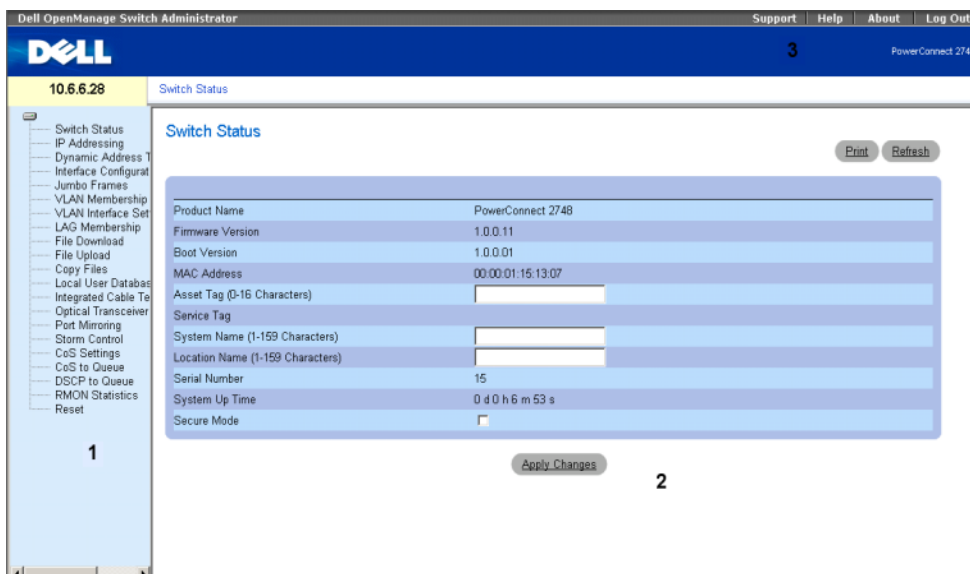 Dell OpenManage Switch Administrator
Support Help About Log Out
DELL
3
PowerConnect 274
10.6.6.28
Switch Status
Switch Status
IP Addressing
Dynamic Address T
Interface Configurat
Jumbo Frames
VLAN Membership
VLAN Interface Set
LAG Membership
File Download
File Upload
Copy Files
Local User Databas
Integrated Cable Te
Optical Transceiver
Port Mirroring
Storm Control
CoS Settings
CoS to Queue
DSCP to Queue
RMON Statistics
Reset
1
Switch Status
Print Refresh
Product Name PowerConnect 2748
Firmware Version 1.0.0.11
Boot Version 1.0.0.01
MAC Address 00:00:01:15:13:07
Asset Tag (0-16 Characters)
Service Tag
System Name (1-159 Characters)
Location Name (1-159 Characters)
Serial Number 15
System Up Time 0 d 0 h 6 m 53 s
Secure Mode
Apply Changes
2